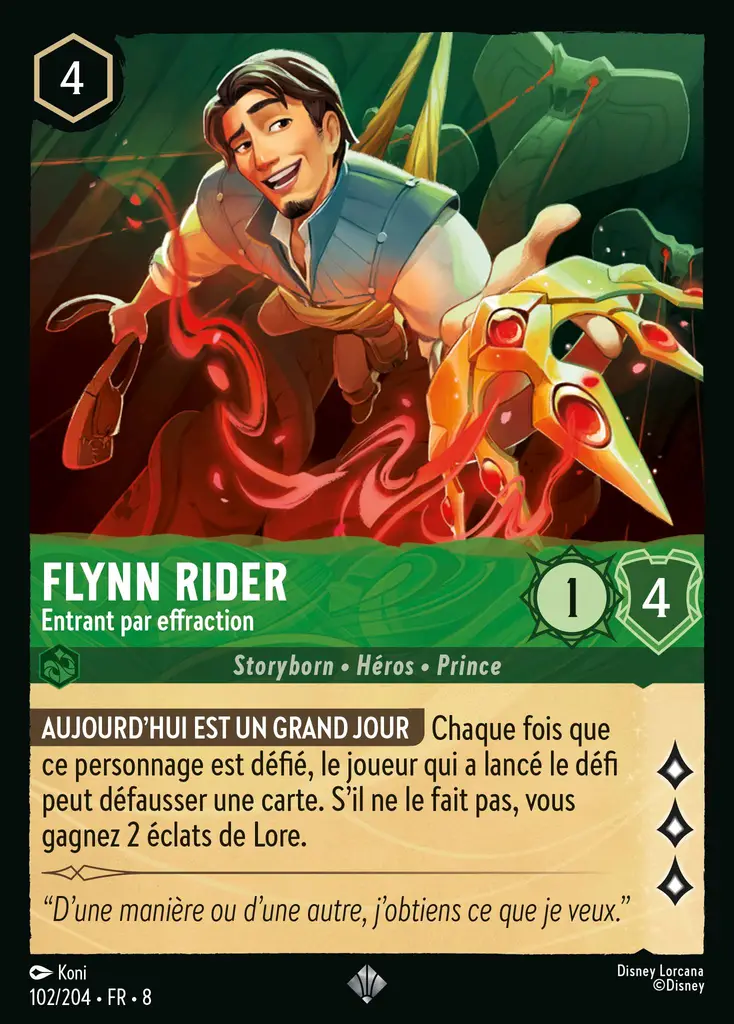 4
FLYNN RIDER
Entrant par effraction
1
4
Storyborn • Héros • Prince
AUJOURD'HUI EST UN GRAND JOUR Chaque fois que
ce personnage est défié, le joueur qui a lancé le défi
peut défausser une carte. S'il ne le fait pas, vous
gagnez 2 éclats de Lore.
“D'une manière ou d'une autre, j'obtiens ce que je veux.”
Koni
Disney Lorcana
102/204 • FR • 8
©Disney